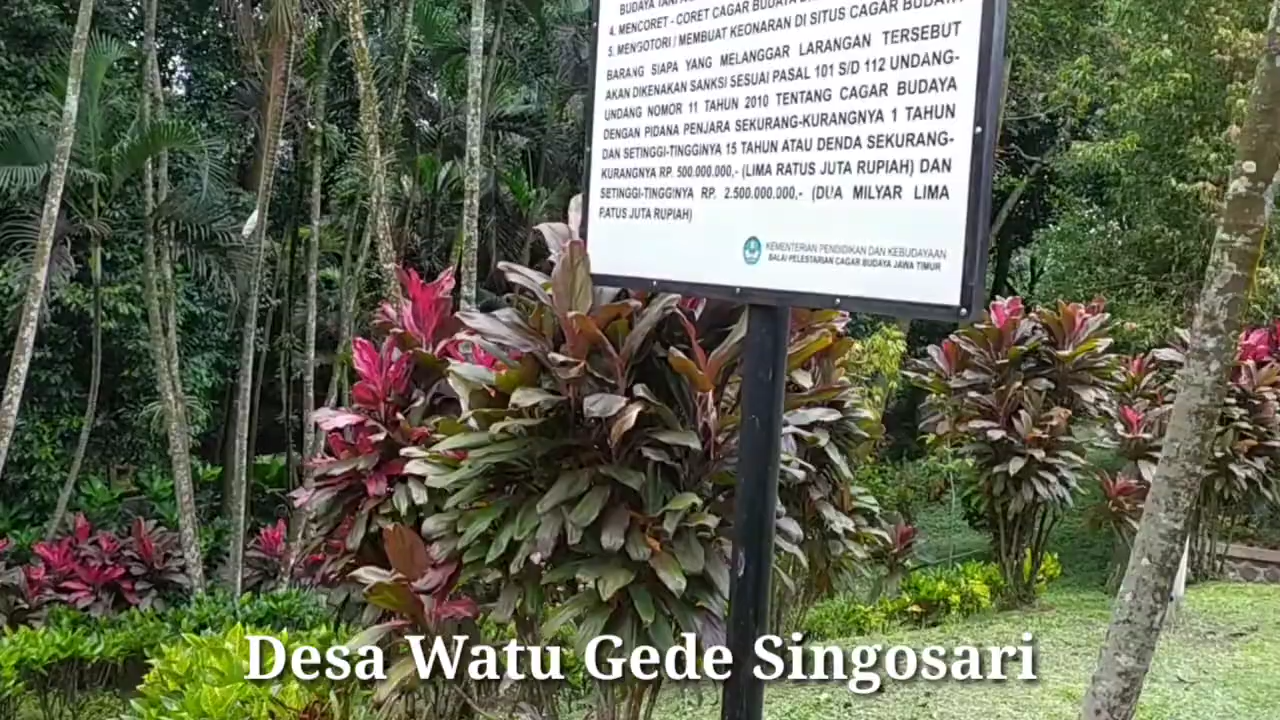 4. MENCORET - CORET CAGAR BUDAYA
5. MENGOTORI / MEMBUAT KEONARAN DI SITUS CAGAR BUDAYA
BARANG SIAPA YANG MELANGGAR LARANGAN TERSEBUT
AKAN DIKENAKAN SANKSI SESUAI PASAL 101 S/D 112 UNDANG-
UNDANG NOMOR 11 TAHUN 2010 TENTANG CAGAR BUDAYA
DENGAN PIDANA PENJARA SEKURANG-KURANGNYA 1 TAHUN
DAN SETINGGI-TINGGINYA 15 TAHUN ATAU DENDA SEKURANG-
KURANGNYA RP. 500.000.000,- (LIMA RATUS JUTA RUPIAH) DAN
SETINGGI-TINGGINYA RP. 2.500.000.000,- (DUA MILYAR LIMA
RATUS JUTA RUPIAH)
KEMENTERIAN PENDIDIKAN DAN KEBUDAYAAN
BALAI PELESTARIAN CAGAR BUDAYA JAWA TIMUR
Desa Watu Gede Singosari